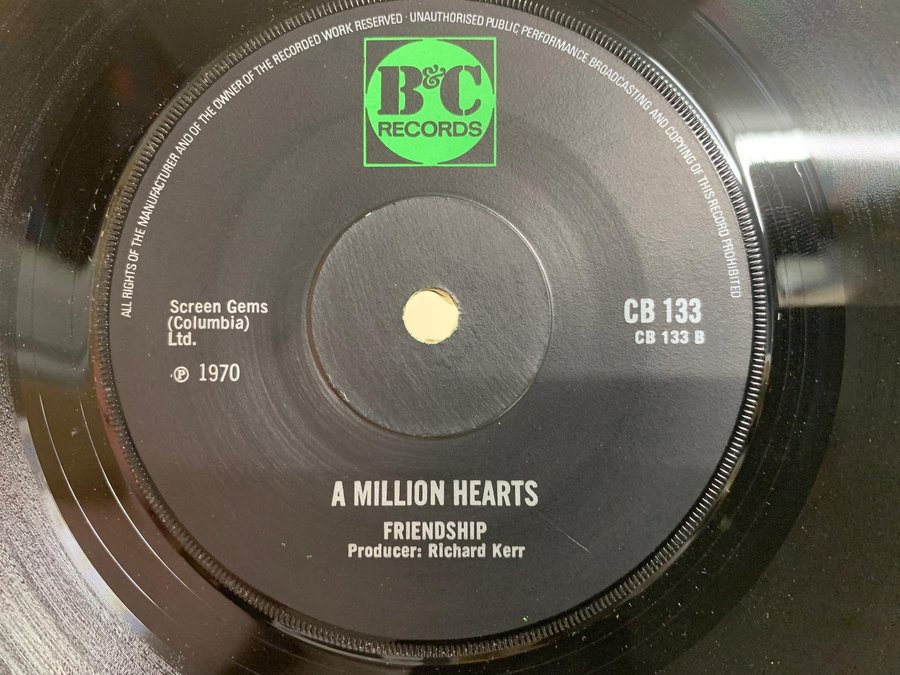 ALL RIGHTS OF THE MANUFACTURER AND OF THE OWNER OF THE RECORDED WORK RESERVED · UNAUTHORISED PUBLIC PERFORMANCE BROADCASTING AND COPYING OF THIS RECORD PROHIBITED
B&C
RECORDS
Screen Gems
(Columbia)
Ltd.
℗ 1970
CB 133
CB 133 B
A MILLION HEARTS
FRIENDSHIP
Producer: Richard Kerr